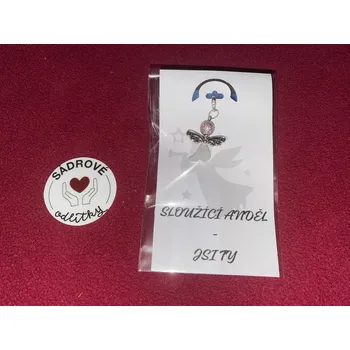 SÁDROVÉ
odlitky
SLOUŽÍCÍ ANDĚL
-
JSI TY